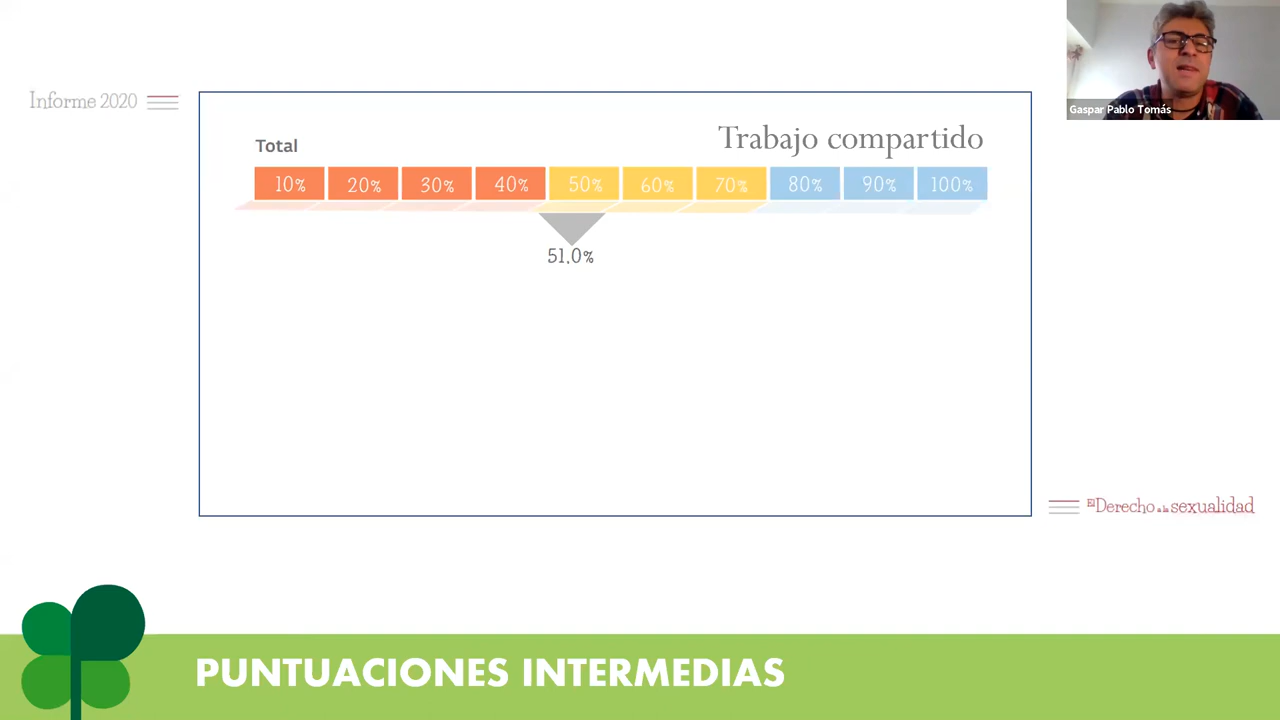 Informe 2020
Gaspar Pablo Tomás
Trabajo compartido
Total
10% 20% 30% 40% 50% 60% 70% 80% 90% 100%
51.0%
El Derecho a la sexualidad
PUNTUACIONES INTERMEDIAS